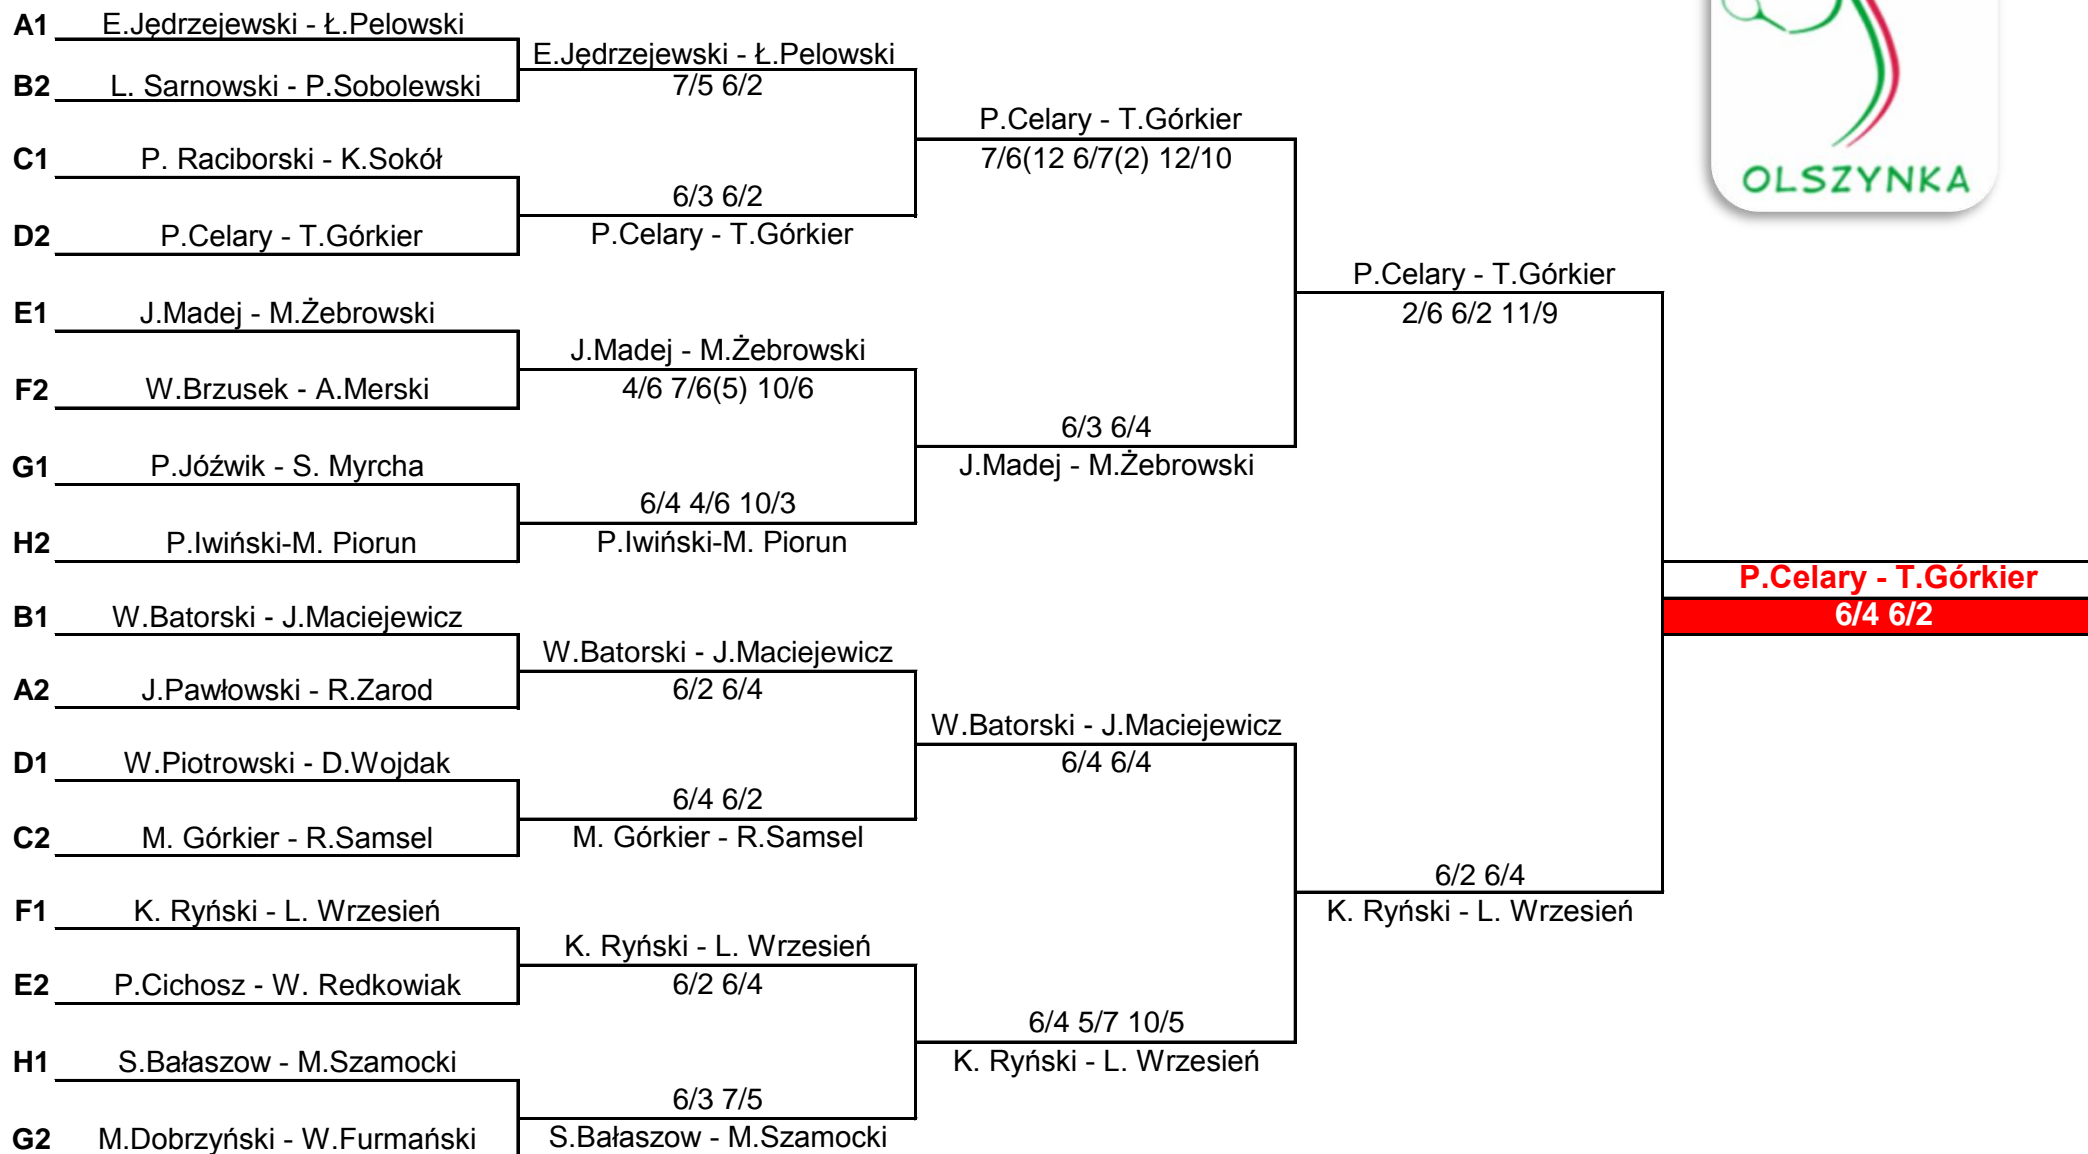 A1 E.Jędrzejewski - Ł.Pelowski
E.Jędrzejewski - Ł.Pelowski
B2 L. Sarnowski - P.Sobolewski
7/5 6/2
P.Celary - T.Górkier
C1 P. Raciborski - K.Sokół
7/6(12 6/7(2) 12/10
OLSZYNKA
6/3 6/2
D2 P.Celary - T.Górkier
P.Celary - T.Górkier
P.Celary - T.Górkier
E1 J.Madej - M.Żebrowski
2/6 6/2 11/9
J.Madej - M.Żebrowski
F2 W.Brzusek - A.Merski
4/6 7/6(5) 10/6
6/3 6/4
G1 P.Jóźwik - S. Myrcha
J.Madej - M.Żebrowski
6/4 4/6 10/3
H2 P.Iwiński-M. Piorun
P.Iwiński-M. Piorun
P.Celary - T.Górkier
6/4 6/2
B1 W.Batorski - J.Maciejewicz
W.Batorski - J.Maciejewicz
A2 J.Pawłowski - R.Zarod
6/2 6/4
W.Batorski - J.Maciejewicz
D1 W.Piotrowski - D.Wojdak
6/4 6/4
6/4 6/2
C2 M. Górkier - R.Samsel
M. Górkier - R.Samsel
6/2 6/4
F1 K. Ryński - L. Wrzesień
K. Ryński - L. Wrzesień
K. Ryński - L. Wrzesień
E2 P.Cichosz - W. Redkowiak
6/2 6/4
6/4 5/7 10/5
H1 S.Bałaszow - M.Szamocki
K. Ryński - L. Wrzesień
6/3 7/5
G2 M.Dobrzyński - W.Furmański
S.Bałaszow - M.Szamocki